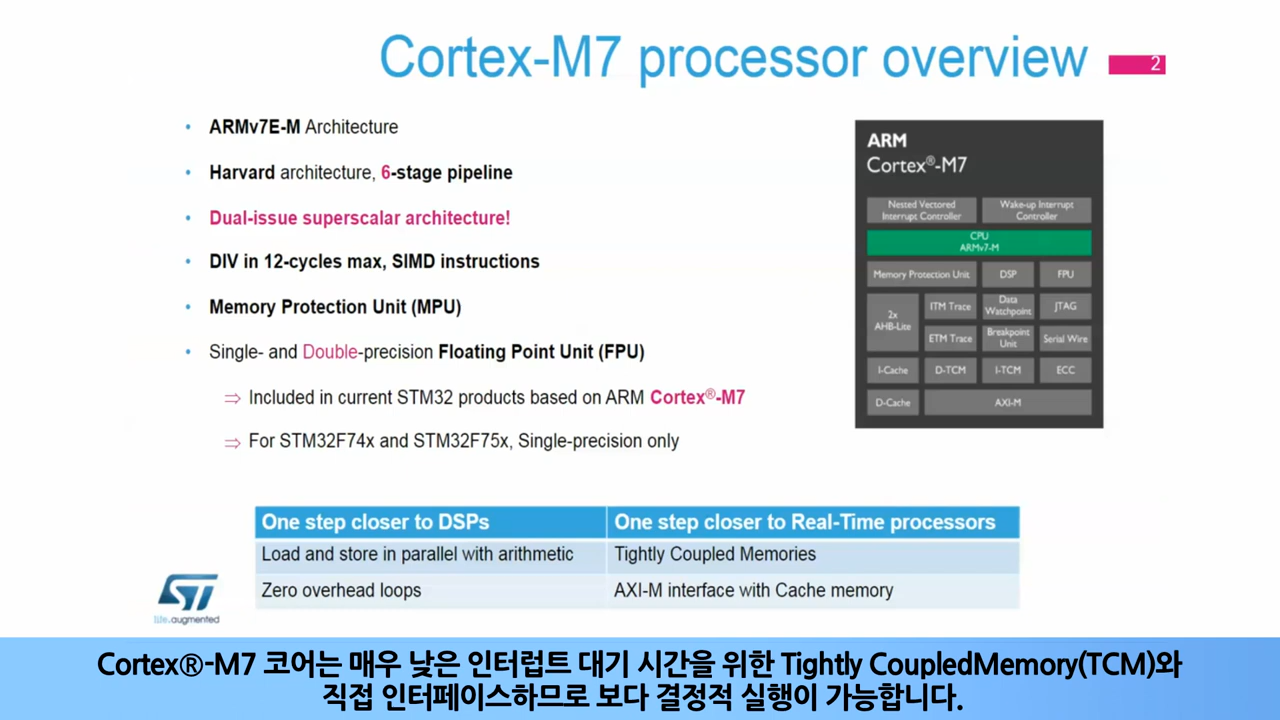 Cortex-M7 processor overview
2
• ARMv7E-M Architecture
• Harvard architecture, 6-stage pipeline
• Dual-issue superscalar architecture!
• DIV in 12-cycles max, SIMD instructions
• Memory Protection Unit (MPU)
• Single- and Double-precision Floating Point Unit (FPU)
⇒ Included in current STM32 products based on ARM Cortex®-M7
⇒ For STM32F74x and STM32F75x, Single-precision only
ARM
Cortex®-M7
Nested Vectored
Interrupt Controller
Wake-up Interrupt
Controller
CPU
ARMv7-M
Memory Protection Unit
DSP
FPU
2x
AHB-Lite
ITM Trace
Data
Watchpoint
JTAG
ETM Trace
Breakpoint
Unit
Serial Wire
I-Cache
D-TCM
I-TCM
ECC
D-Cache
AXI-M
One step closer to DSPs
One step closer to Real-Time processors
Load and store in parallel with arithmetic
Tightly Coupled Memories
Zero overhead loops
AXI-M interface with Cache memory
ST
life.augmented
Cortex®-M7 코어는 매우 낮은 인터럽트 대기 시간을 위한 Tightly CoupledMemory(TCM)와
직접 인터페이스하므로 보다 결정적 실행이 가능합니다.